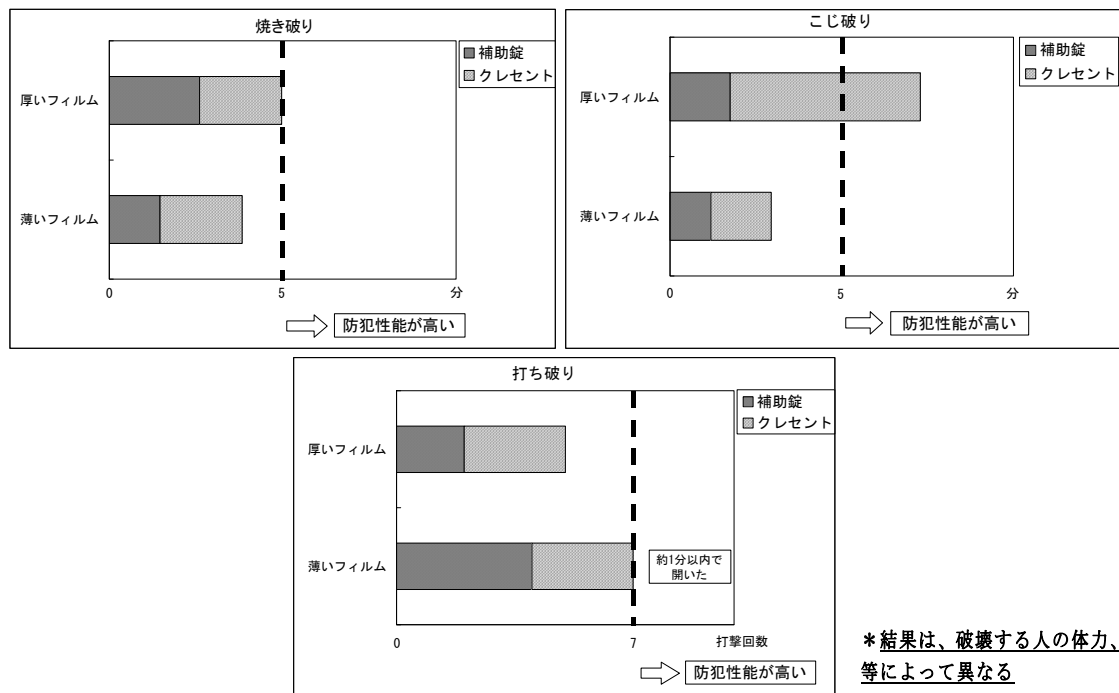 焼き破り
補助錠
クレセント
厚いフィルム
薄いフィルム
0
5
分
防犯性能が高い
こじ破り
補助錠
クレセント
厚いフィルム
薄いフィルム
0
5
分
防犯性能が高い
打ち破り
補助錠
クレセント
厚いフィルム
薄いフィルム
約1分以内で
開いた
0
7
打撃回数
防犯性能が高い
*結果は、破壊する人の体力、
等によって異なる